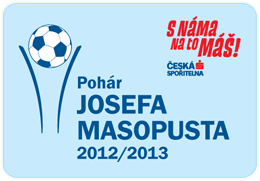 S NÁMA
NA TO
MÁŠ!
ČESKÁ
SPOŘITELNA
Pohár
JOSEFA
MASOPUSTA
2012/2013